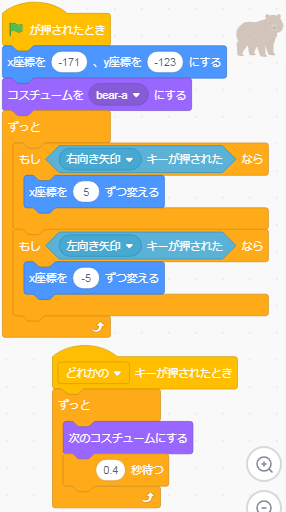 が押されたとき
x座標を -171 、y座標を -123 にする
コスチュームを bear-a にする
ずっと
もし 右向き矢印 キーが押された なら
x座標を 5 ずつ変える
もし 左向き矢印 キーが押された なら
x座標を -5 ずつ変える
どれかの キーが押されたとき
ずっと
次のコスチュームにする
0.4 秒待つ